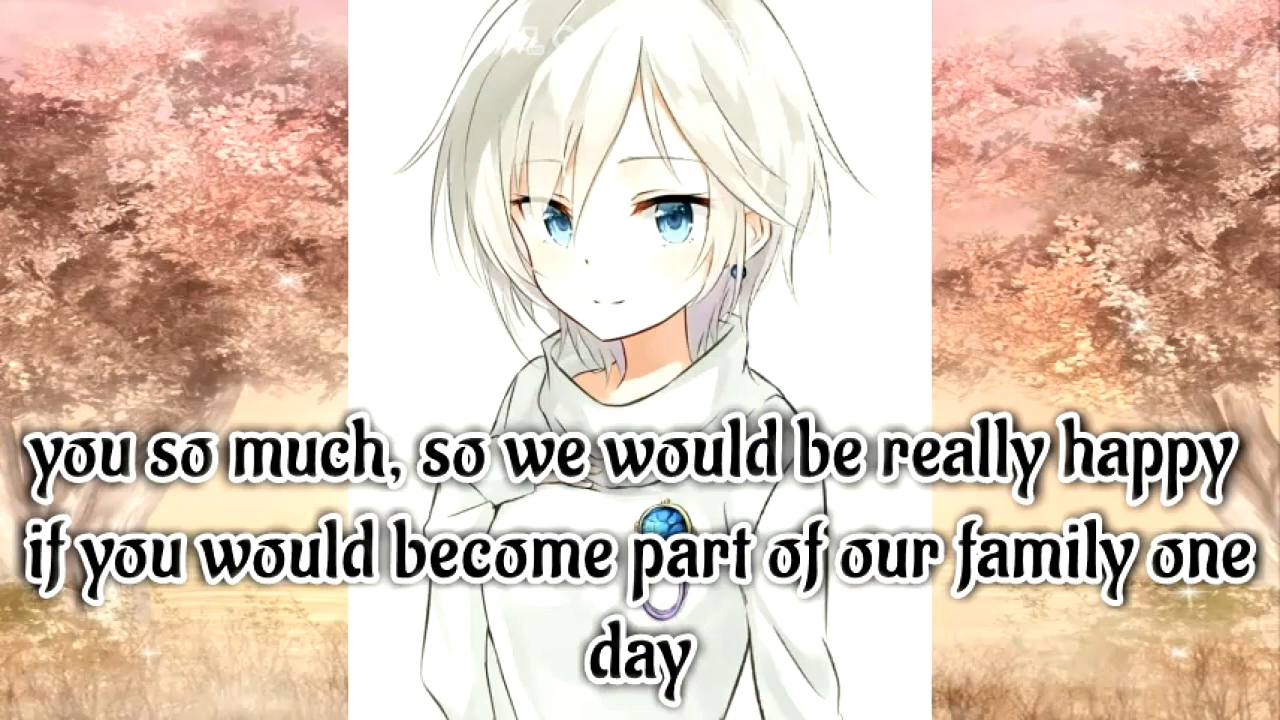 you so much, so we would be really happy
if you would become part of our family one
day